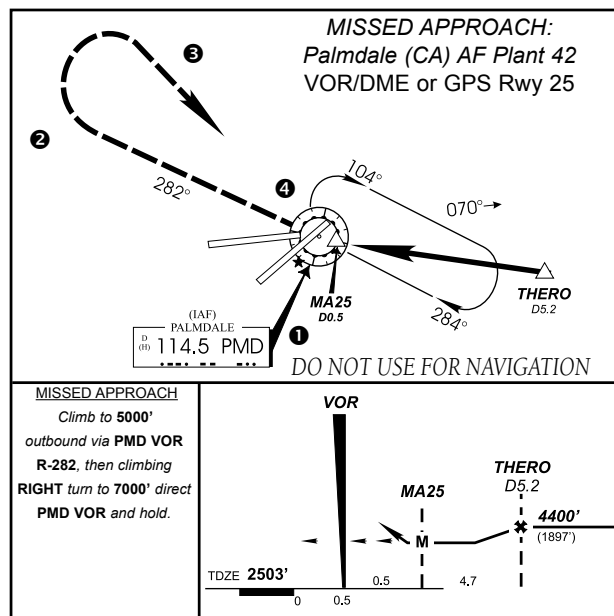 MISSED APPROACH:
Palmdale (CA) AF Plant 42
VOR/DME or GPS Rwy 25
❸
❷
282°
❹
104°
070°
MA25
D0.5
THERO
D5.2
284°
❶
(IAF)
PALMDALE
D
(H) 114.5 PMD
DO NOT USE FOR NAVIGATION
MISSED APPROACH
Climb to 5000'
outbound via PMD VOR
R-282, then climbing
RIGHT turn to 7000' direct
PMD VOR and hold.
VOR
MA25
THERO
D5.2
4400'
(1897')
M
TDZE 2503'
0.5
4.7
0
0.5